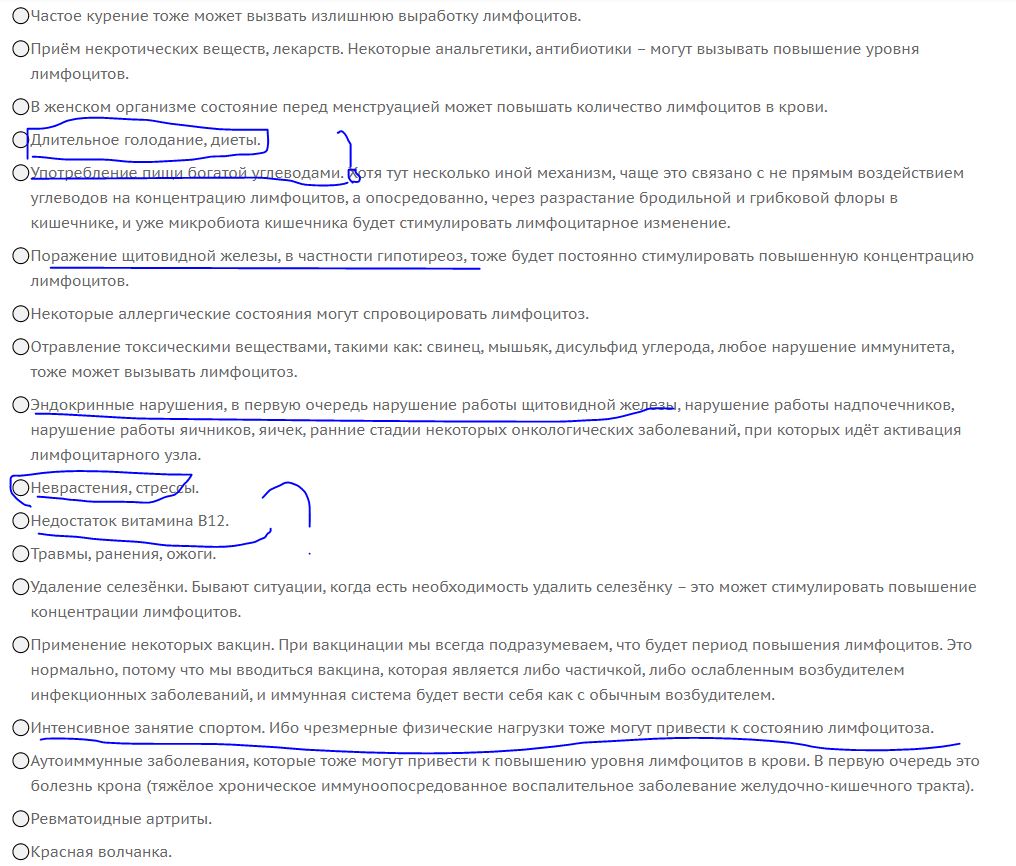 Частое курение тоже может вызвать излишнюю выработку лимфоцитов.
Приём некротических веществ, лекарств. Некоторые анальгетики, антибиотики – могут вызывать повышение уровня
лимфоцитов.
В женском организме состояние перед менструацией может повышать количество лимфоцитов в крови.
Длительное голодание, диеты.
Употребление пищи богатой углеводами. Хотя тут несколько иной механизм, чаще это связано с не прямым воздействием
углеводов на концентрацию лимфоцитов, а опосредованно, через разрастание бродильной и грибковой флоры в
кишечнике, и уже микробиота кишечника будет стимулировать лимфоцитарное изменение.
Поражение щитовидной железы, в частности гипотиреоз, тоже будет постоянно стимулировать повышенную концентрацию
лимфоцитов.
Некоторые аллергические состояния могут спровоцировать лимфоцитоз.
Отравление токсическими веществами, такими как: свинец, мышьяк, дисульфид углерода, любое нарушение иммунитета,
тоже может вызывать лимфоцитоз.
Эндокринные нарушения, в первую очередь нарушение работы щитовидной железы, нарушение работы надпочечников,
нарушение работы яичников, яичек, ранние стадии некоторых онкологических заболеваний, при которых идёт активация
лимфоцитарного узла.
Неврастения, стрессы.
Недостаток витамина В12.
Травмы, ранения, ожоги.
Удаление селезёнки. Бывают ситуации, когда есть необходимость удалить селезёнку – это может стимулировать повышение
концентрации лимфоцитов.
Применение некоторых вакцин. При вакцинации мы всегда подразумеваем, что будет период повышения лимфоцитов. Это
нормально, потому что мы вводиться вакцина, которая является либо частичкой, либо ослабленным возбудителем
инфекционных заболеваний, и иммунная система будет вести себя как с обычным возбудителем.
Интенсивное занятие спортом. Ибо чрезмерные физические нагрузки тоже могут привести к состоянию лимфоцитоза.
Аутоиммунные заболевания, которые тоже могут привести к повышению уровня лимфоцитов в крови. В первую очередь это
болезнь крона (тяжёлое хроническое иммуноопосредованное воспалительное заболевание желудочно-кишечного тракта).
Ревматоидные артриты.
Красная волчанка.